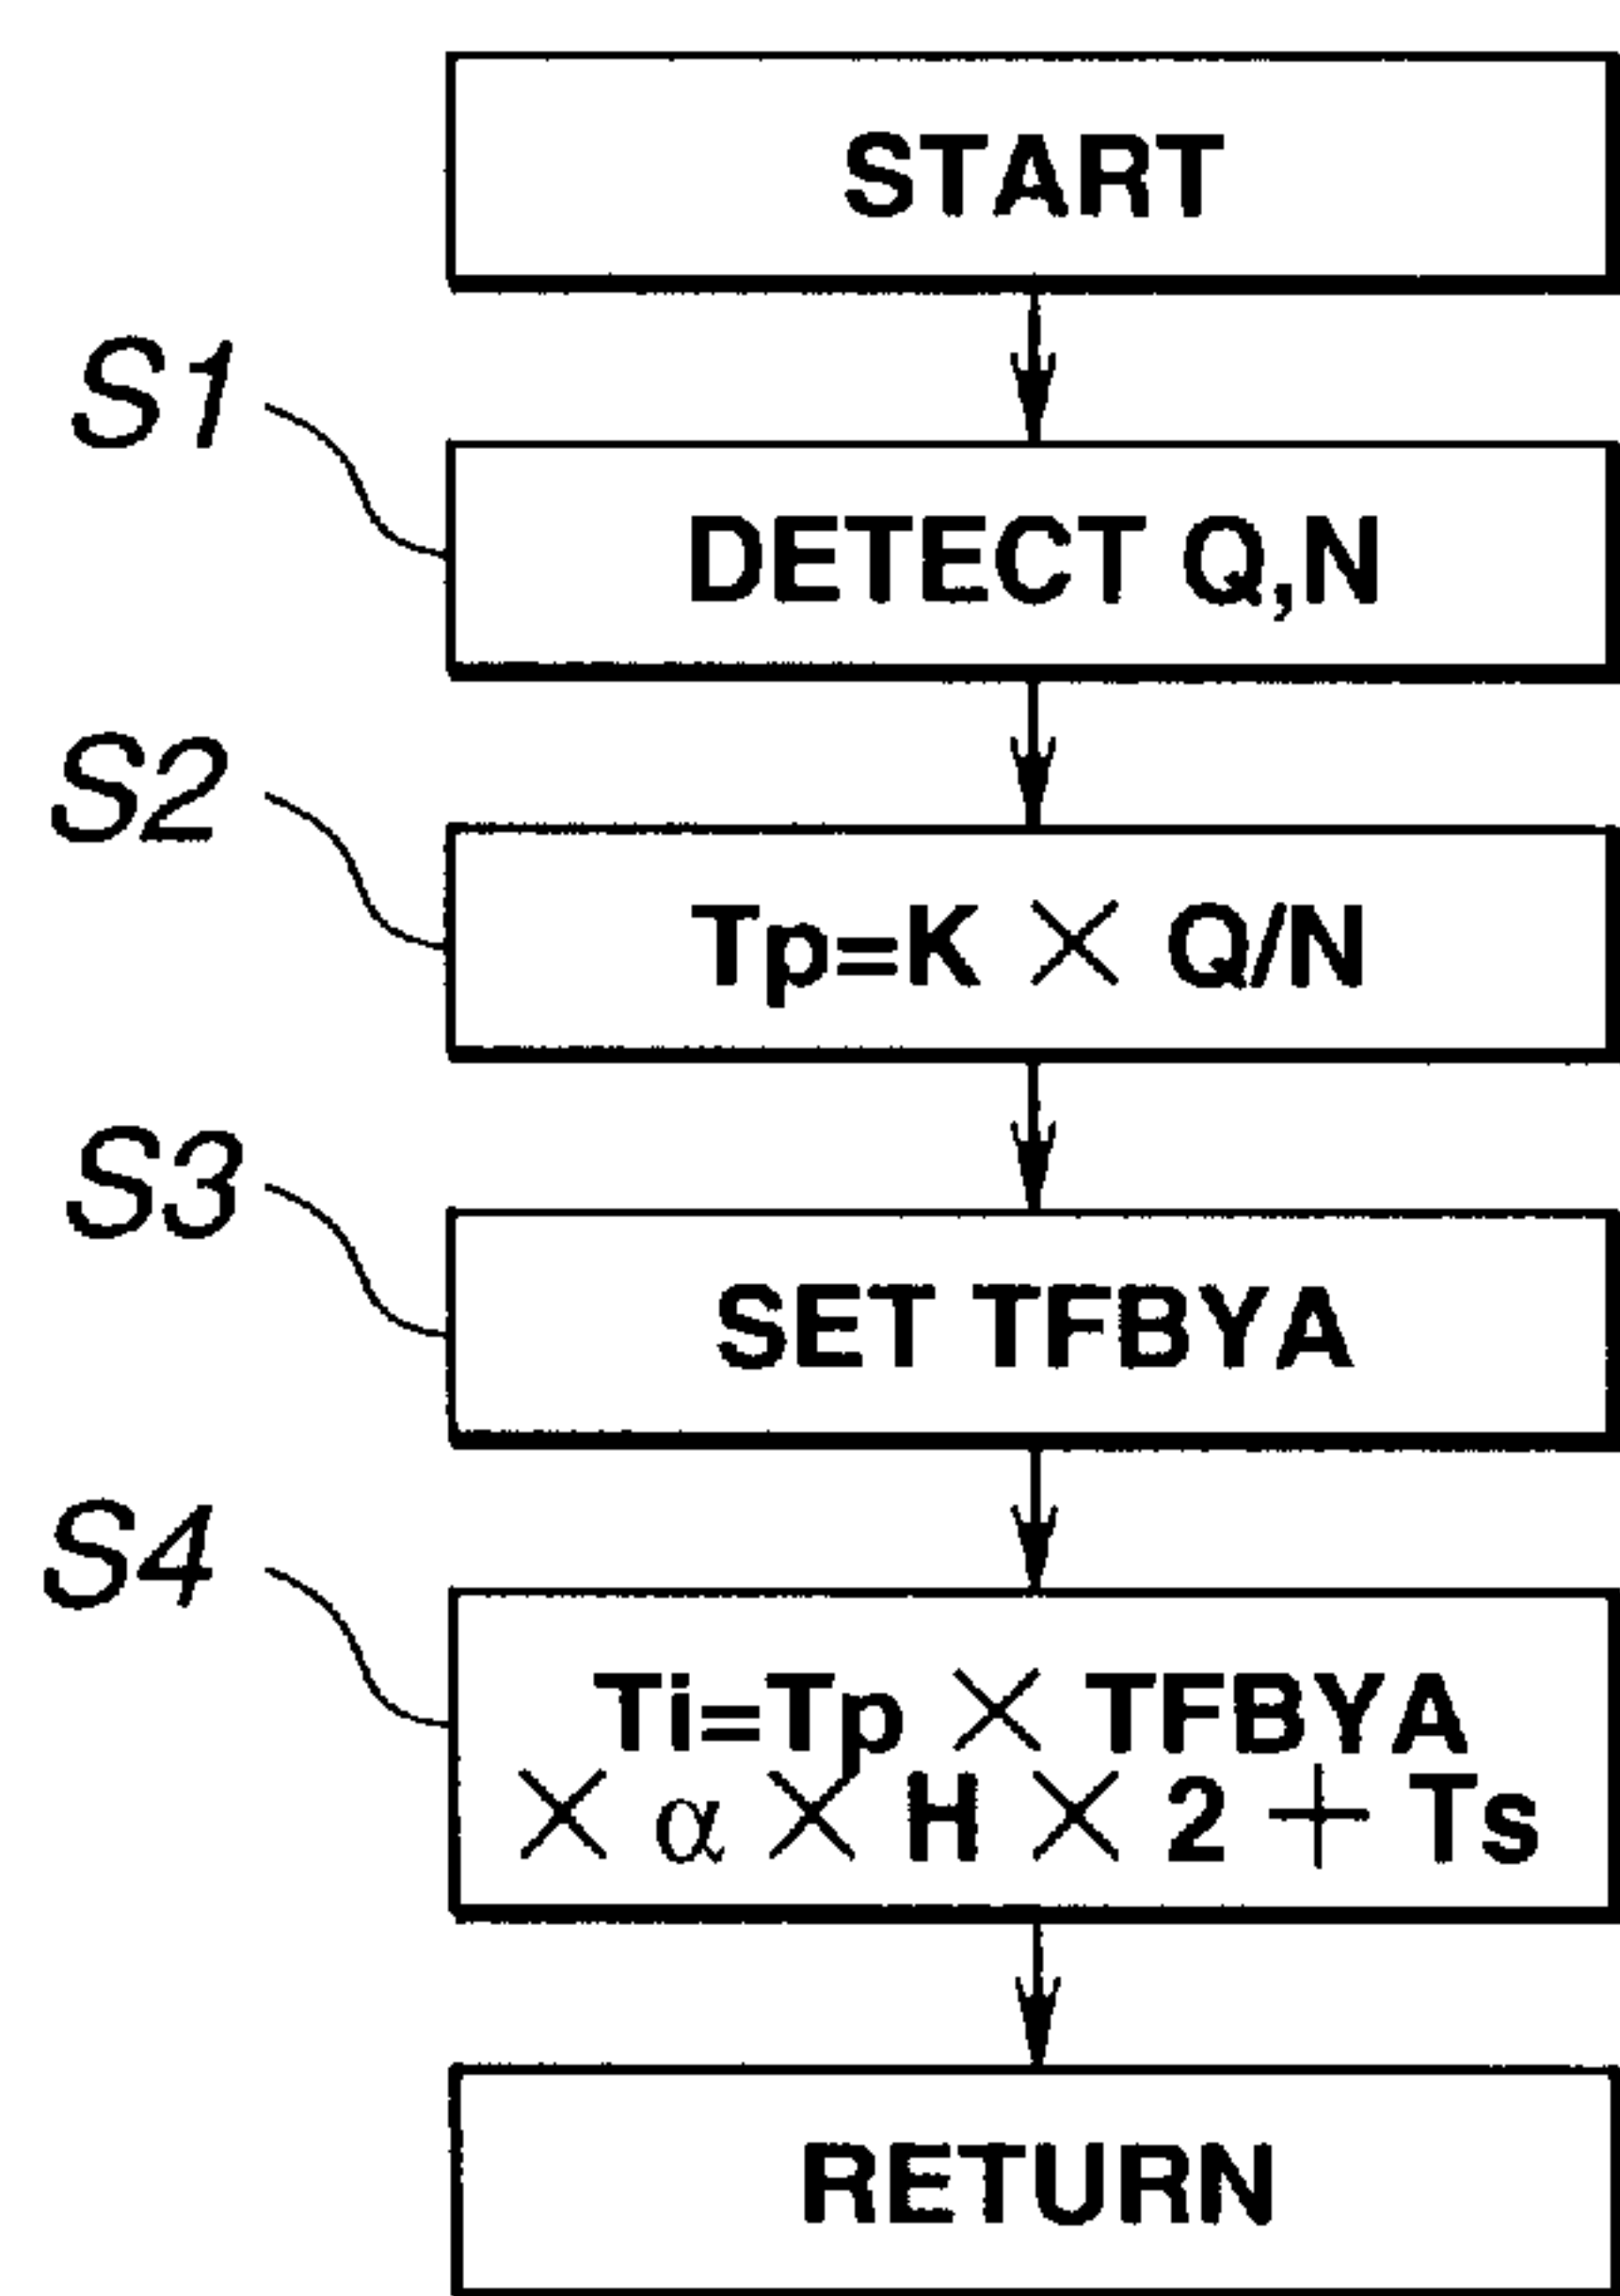 START
S1
DETECT Q,N
S2
Tp=K × Q/N
S3
SET TFBYA
S4
Ti=Tp × TFBYA
× α × H × 2 + Ts
RETURN